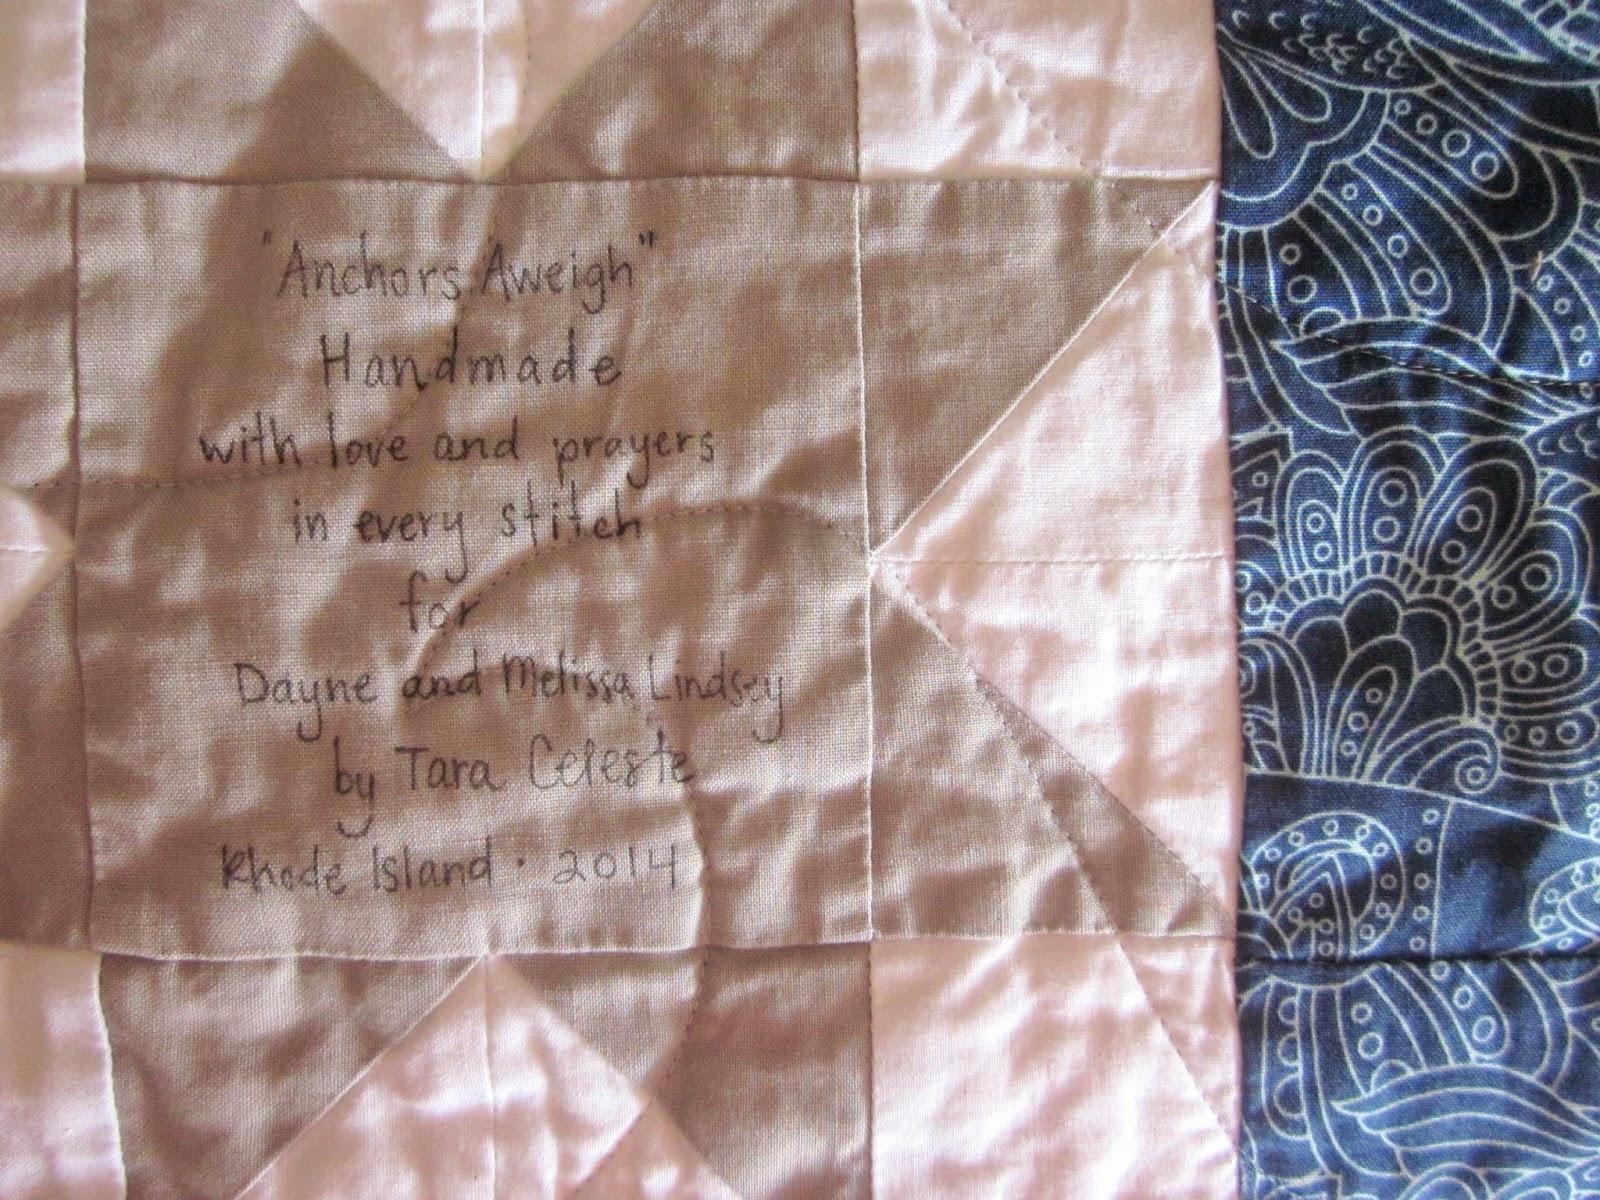 "Anchors Aweigh"
Handmade
with love and prayers
in every stitch
for
Dayne and Melissa Lindsey
by Tara Celeste
Rhode Island · 2014